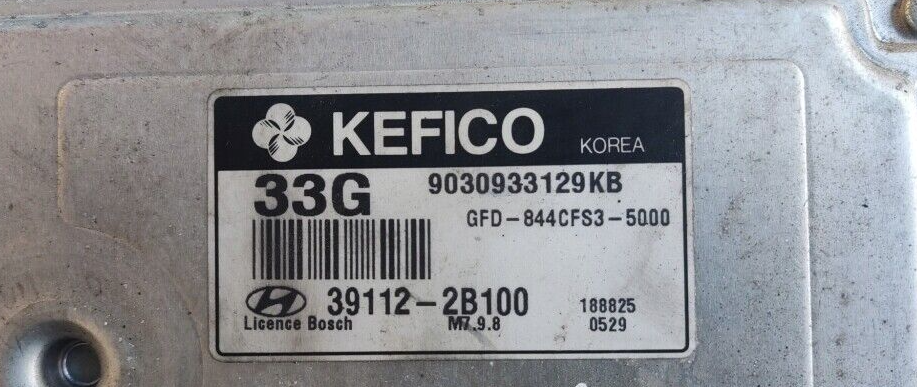 KEFICO KOREA
33G 9030933129KB
GFD-844CFS3-5000
39112-2B100 188825
Licence Bosch M7.9.8 0529